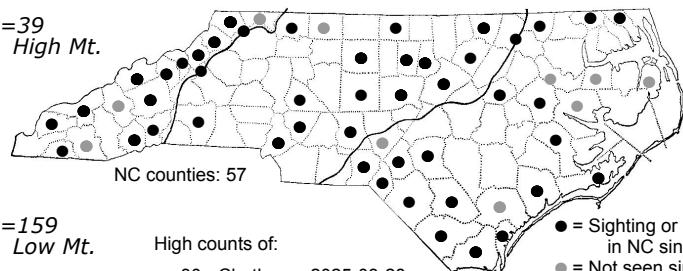 =39
High Mt.
NC counties: 57
=159
Low Mt.
High counts of:
= Sighting or
in NC sin
= Not seen si